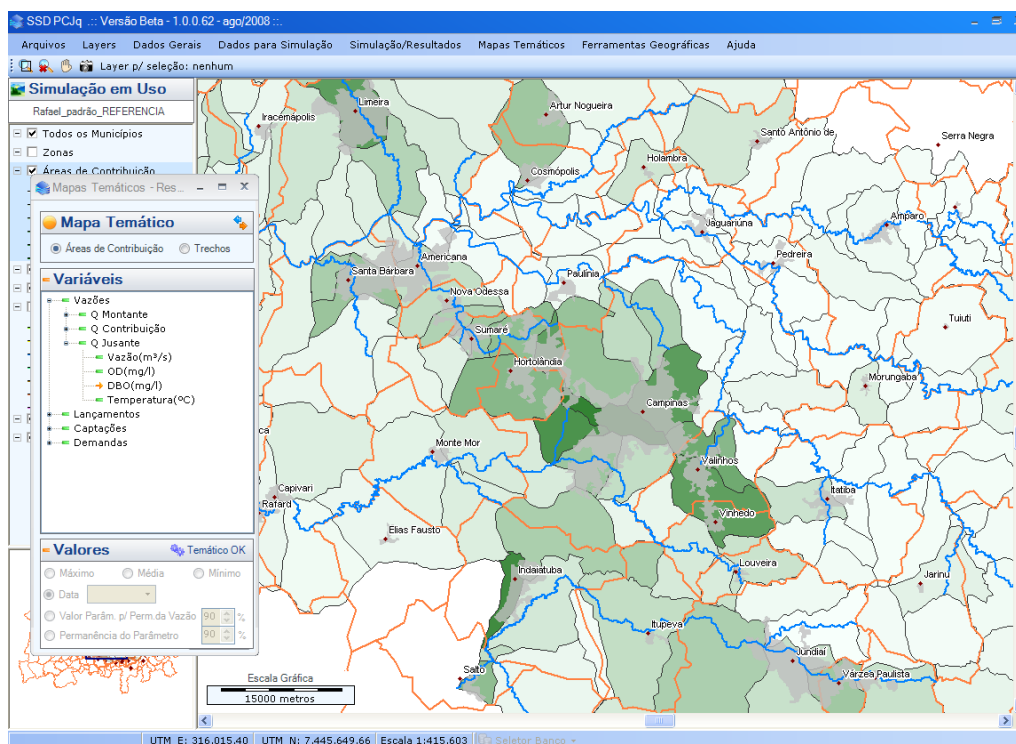 SSD PCJq .:: Versão Beta - 1.0.0.62 - ago/2008 ::.
Arquivos Layers Dados Gerais Dados para Simulação Simulação/Resultados Mapas Temáticos Ferramentas Geográficas Ajuda
Layer p/ seleção: nenhum
Simulação em Uso
Rafael_padrão_REFERENCIA
Todos os Municípios
Zonas
Áreas de Contribuição
Mapas Temáticos - Res...
Mapa Temático
Áreas de Contribuição Trechos
Variáveis
Vazões
Q Montante
Q Contribuição
Q Jusante
Vazão(m³/s)
OD(mg/l)
DBO(mg/l)
Temperatura(ºC)
Lançamentos
Captações
Demandas
Valores Temático OK
Máximo Média Mínimo
Data
Valor Parâm. p/ Perm.da Vazão 90 %
Permanência do Parâmetro 90 %
Limeira
Iracemápolis
Artur Nogueira
Santo Antônio de
Serra Negra
Holambra
Cosmópolis
Amparo
Jaguariuna
Pedreira
Americana
Santa Bárbara
Paulínia
Nova Odessa
Tuiuti
Sumaré
Hortolândia
Morungaba
Campinas
ca
Monte Mor
Valinhos
Capivari
Rafard
Itatiba
Elias Fausto
Vinhedo
Louveira
Indaiatuba
Jarinu
Itupeva
Jundiaí
Salto
Várzea Paulista
Escala Gráfica
15000 metros
UTM E: 316.015.40 UTM N: 7.445.649.66 Escala 1:415.603 Seletor Banco